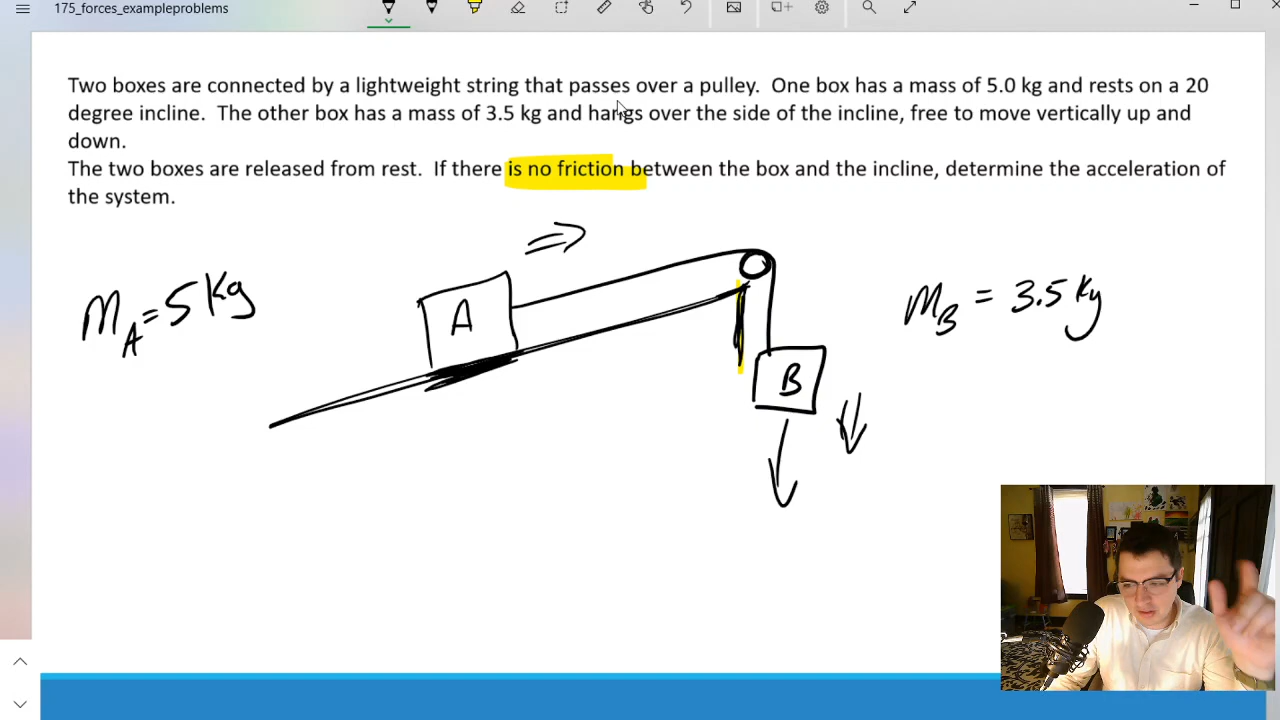 175_forces_exampleproblems
Two boxes are connected by a lightweight string that passes over a pulley. One box has a mass of 5.0 kg and rests on a 20
degree incline. The other box has a mass of 3.5 kg and hangs over the side of the incline, free to move vertically up and
down.
The two boxes are released from rest. If there is no friction between the box and the incline, determine the acceleration of
the system.
M_A = 5 kg
A
B
M_B = 3.5 kg